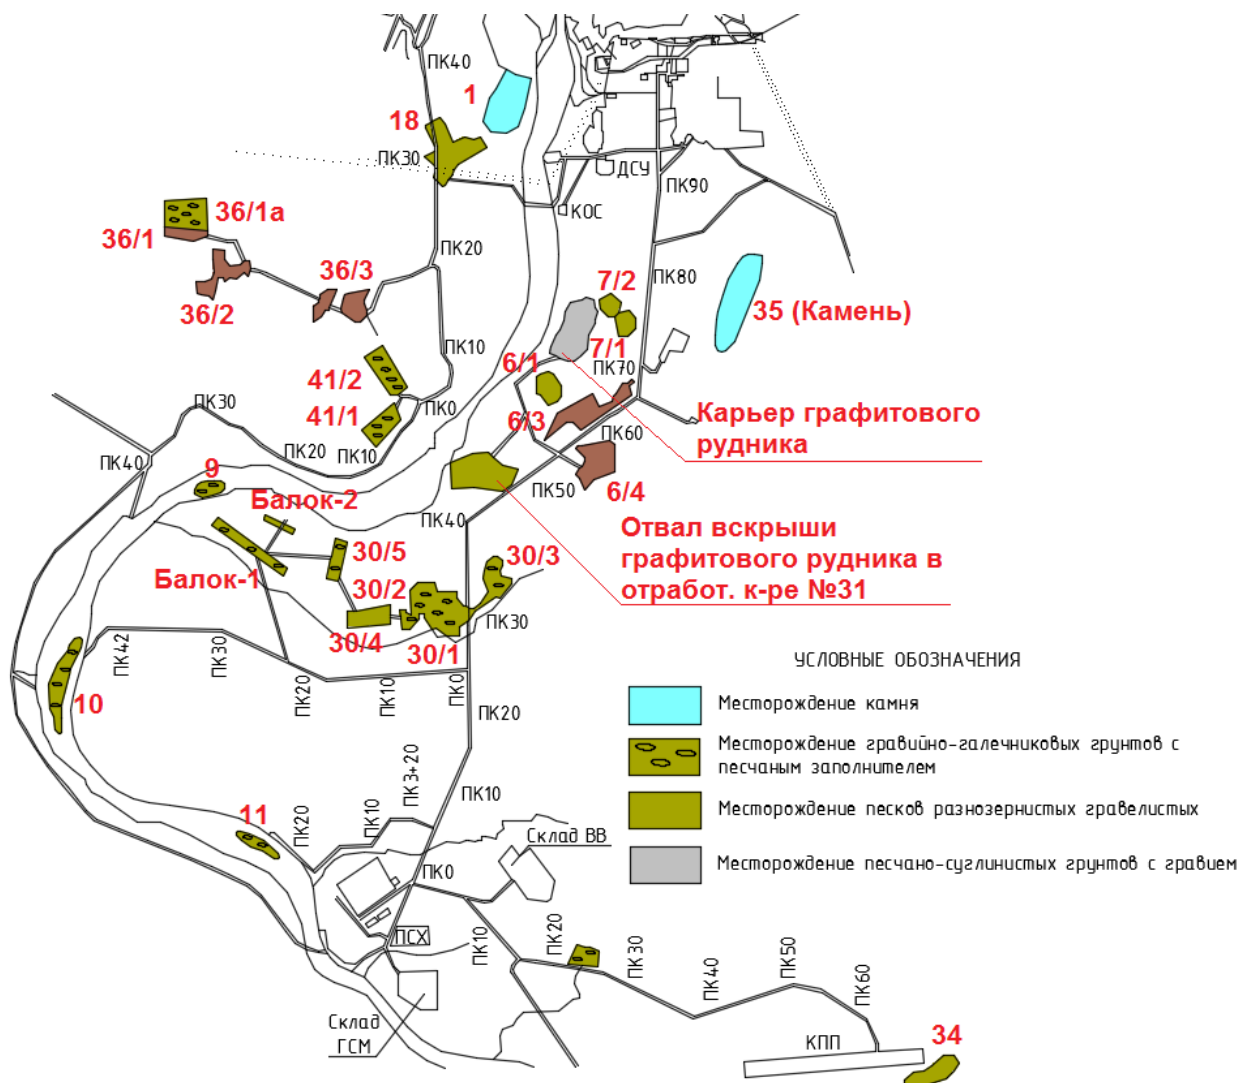 ПК40
1
18
ПК30
ДСУ
ПК90
КОС
36/1а
36/1
ПК20
36/3
36/2
7/2
ПК80
35 (Камень)
7/1
6/1
ПК70
ПК10
41/2
ПК0
41/1
ПК30
ПК20
ПК10
6/3
ПК60
Карьер графитового
рудника
ПК40
9
Балок-2
ПК50
6/4
ПК40
Отвал вскрыши
графитового рудника в
отработ. к-ре №31
30/5
30/3
Балок-1
30/2
ПК30
30/4
30/1
ПК42
ПК30
ПК20
ПК10
ПК0
ПК20
10
УСЛОВНЫЕ ОБОЗНАЧЕНИЯ
Месторождение камня
Месторождение гравийно-галечниковых грунтов с
песчаным заполнителем
Месторождение песков разнозернистых гравелистых
Месторождение песчано-суглинистых грунтов с гравием
11
ПК20
ПК10
ПК3+20
ПК10
Склад ВВ
ПК0
ПСХ
ПК10
ПК20
ПК30
ПК40
ПК50
ПК60
Склад
ГСМ
КПП
34